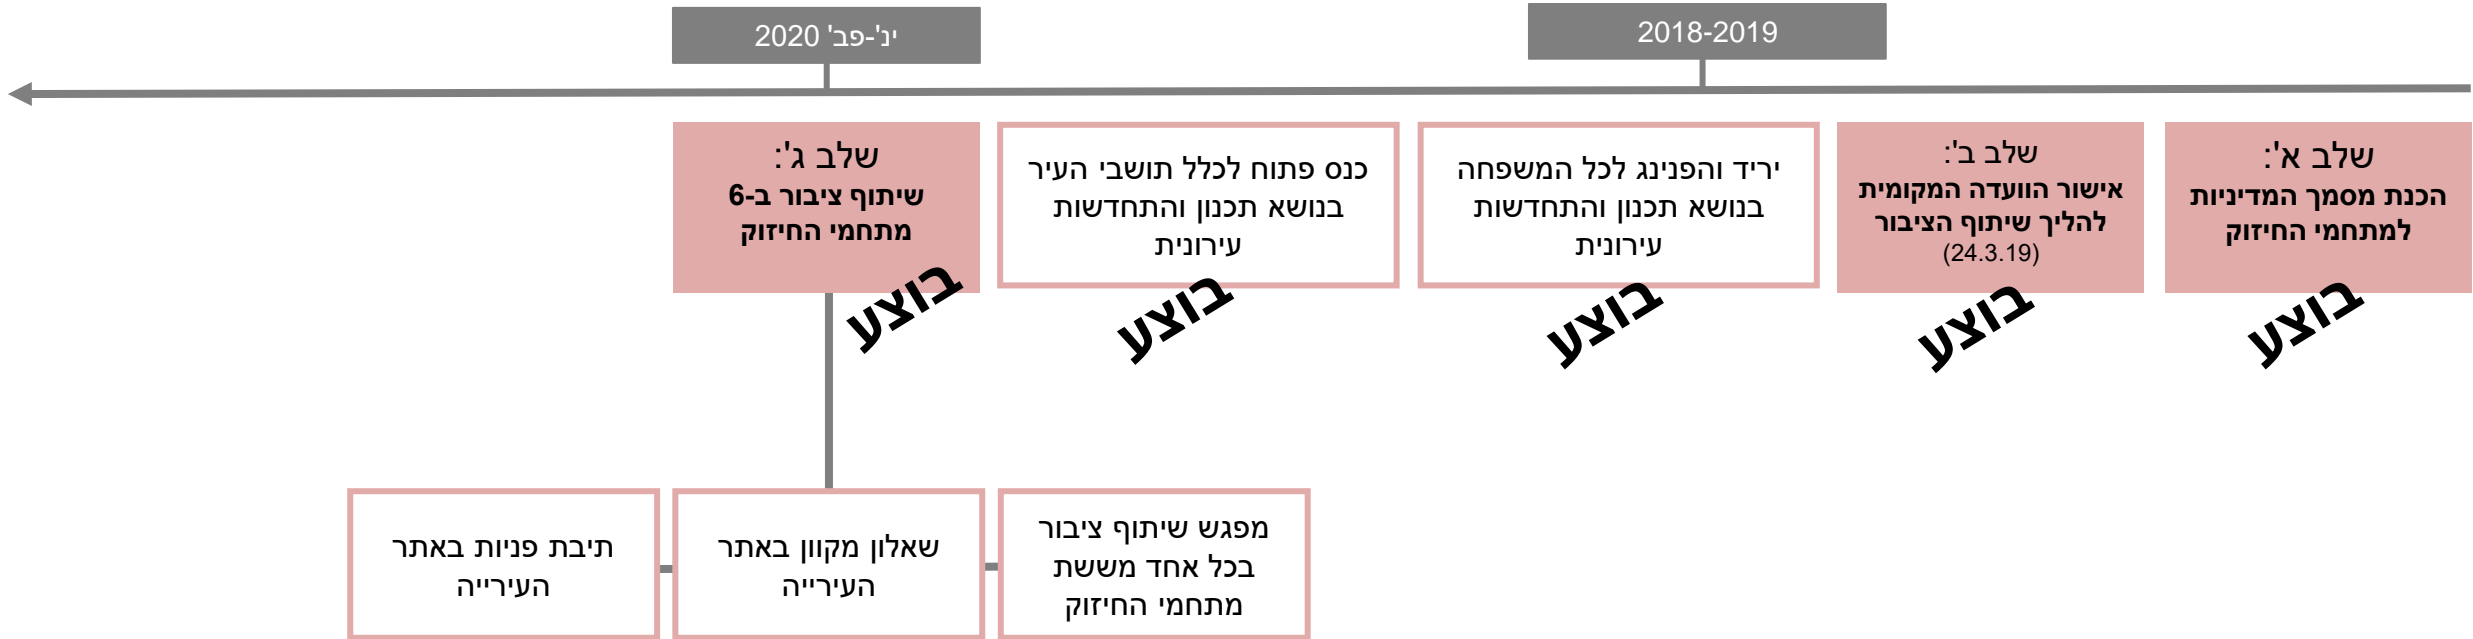 2018-2019
ינ'-פב' 2020
שלב א':
הכנת מסמך המדיניות
למתחמי החיזוק
בוצע
שלב ב':
אישור הוועדה המקומית
להליך שיתוף הציבור
(24.3.19)
בוצע
יריד והפנינג לכל המשפחה
בנושא תכנון והתחדשות
עירונית
בוצע
כנס פתוח לכלל תושבי העיר
בנושא תכנון והתחדשות
עירונית
בוצע
שלב ג':
שיתוף ציבור ב-6
מתחמי החיזוק
בוצע
מפגש שיתוף ציבור
בכל אחד מששת
מתחמי החיזוק
שאלון מקוון באתר
העירייה
תיבת פניות באתר
העירייה